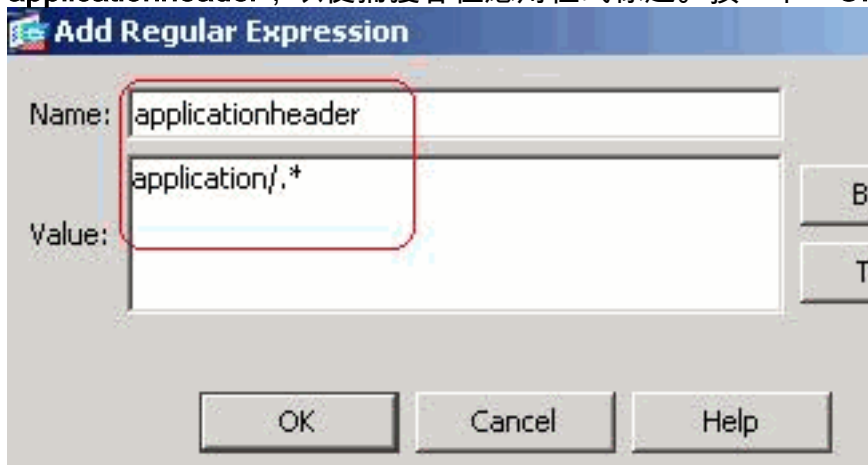 Add Regular Expression
Name: applicationheader
Value: application/.*
OK Cancel Help